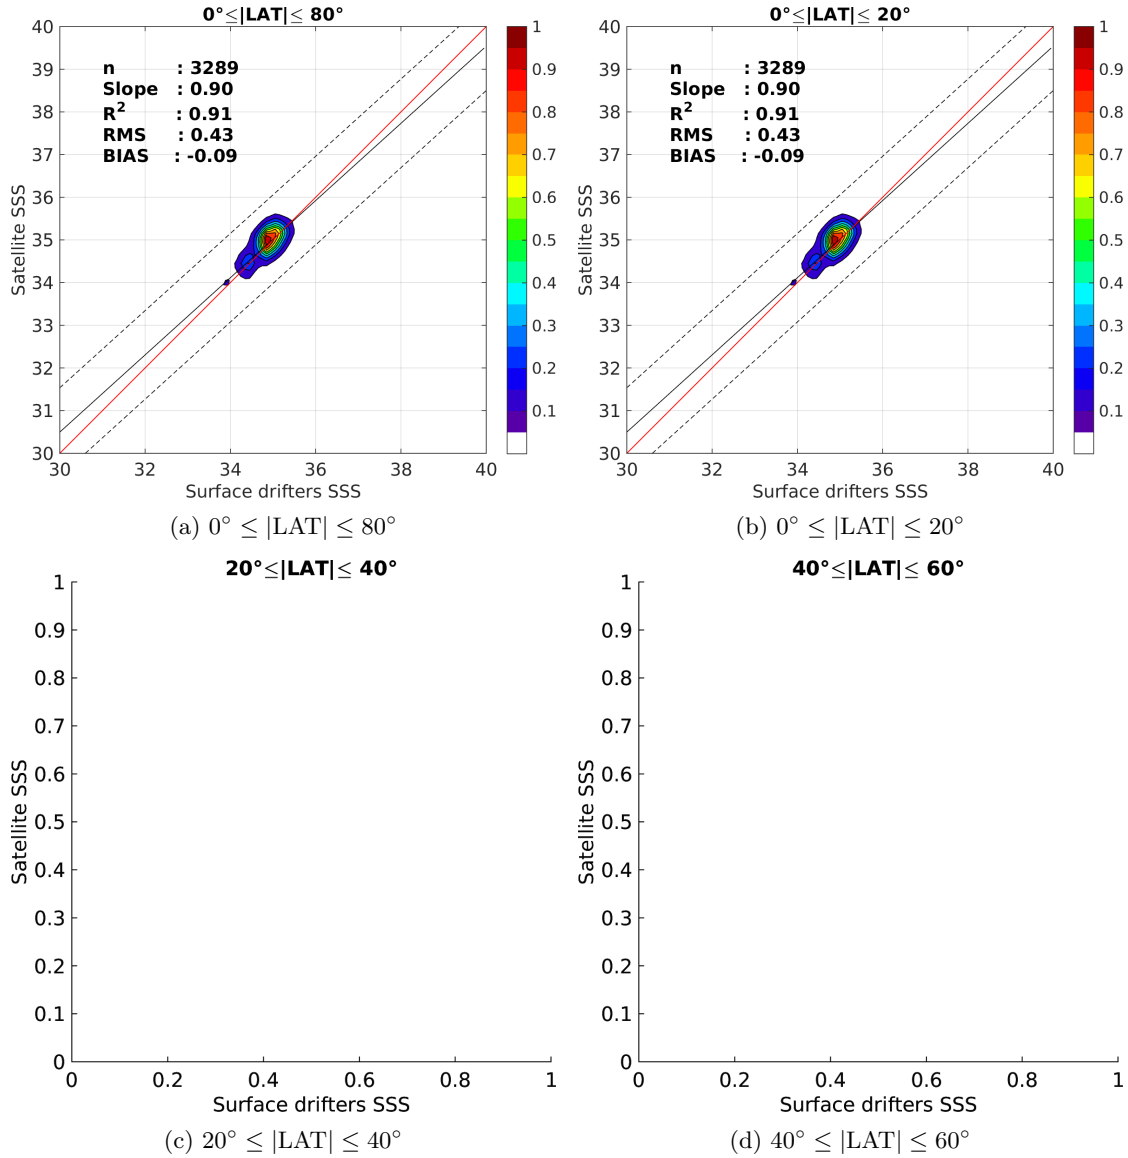 0°≤|LAT|≤ 80°
40
39
38
37
36
35
34
33
32
31
30
n : 3289
Slope : 0.90
R2 : 0.91
RMS : 0.43
BIAS : -0.09
1
0.9
0.8
0.7
0.6
0.5
0.4
0.3
0.2
0.1
30 32 34 36 38 40
Surface drifters SSS
Satellite SSS
(a) 0° ≤ |LAT| ≤ 80°
0°≤|LAT|≤ 20°
40
39
38
37
36
35
34
33
32
31
30
n : 3289
Slope : 0.90
R2 : 0.91
RMS : 0.43
BIAS : -0.09
1
0.9
0.8
0.7
0.6
0.5
0.4
0.3
0.2
0.1
30 32 34 36 38 40
Surface drifters SSS
Satellite SSS
(b) 0° ≤ |LAT| ≤ 20°
20°≤|LAT|≤ 40°
1
0.9
0.8
0.7
0.6
0.5
0.4
0.3
0.2
0.1
0
0 0.2 0.4 0.6 0.8 1
Surface drifters SSS
Satellite SSS
(c) 20° ≤ |LAT| ≤ 40°
40°≤|LAT|≤ 60°
1
0.9
0.8
0.7
0.6
0.5
0.4
0.3
0.2
0.1
0
0 0.2 0.4 0.6 0.8 1
Surface drifters SSS
Satellite SSS
(d) 40° ≤ |LAT| ≤ 60°